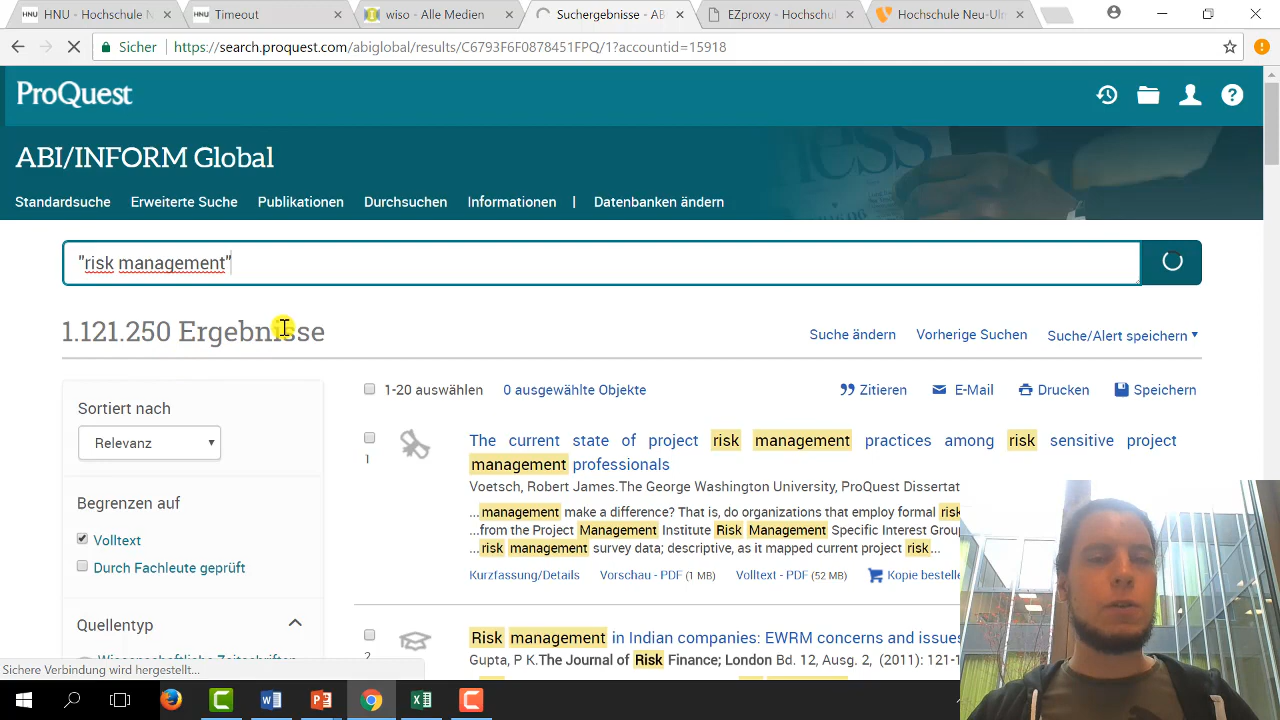 HNU - Hochschule N
Timeout
wiso - Alle Medien
Suchergebnisse - AB
EZproxy - Hochschul
Hochschule Neu-Ulm
Sicher https://search.proquest.com/abiglobal/results/C6793F6F0878451FPQ/1?accountid=15918
ProQuest
ABI/INFORM Global
Standardsuche Erweiterte Suche Publikationen Durchsuchen Informationen | Datenbanken ändern
"risk management"
1.121.250 Ergebnisse
Suche ändern Vorherige Suchen Suche/Alert speichern
1-20 auswählen 0 ausgewählte Objekte Zitieren E-Mail Drucken Speichern
Sortiert nach
Relevanz
Begrenzen auf
Volltext
Durch Fachleute geprüft
Quellentyp
Wissenschaftliche Zeitschriften
1
The current state of project risk management practices among risk sensitive project
management professionals
Voetsch, Robert James.The George Washington University, ProQuest Dissertat
...management make a difference? That is, do organizations that employ formal risk
...from the Project Management Institute Risk Management Specific Interest Grou
...risk management survey data; descriptive, as it mapped current project risk...
Kurzfassung/Details Vorschau - PDF (1 MB) Volltext - PDF (52 MB) Kopie bestelle
2
Risk management in Indian companies: EWRM concerns and issues
Gupta, P K.The Journal of Risk Finance; London Bd. 12, Ausg. 2, (2011): 121-1
Sichere Verbindung wird hergestellt...